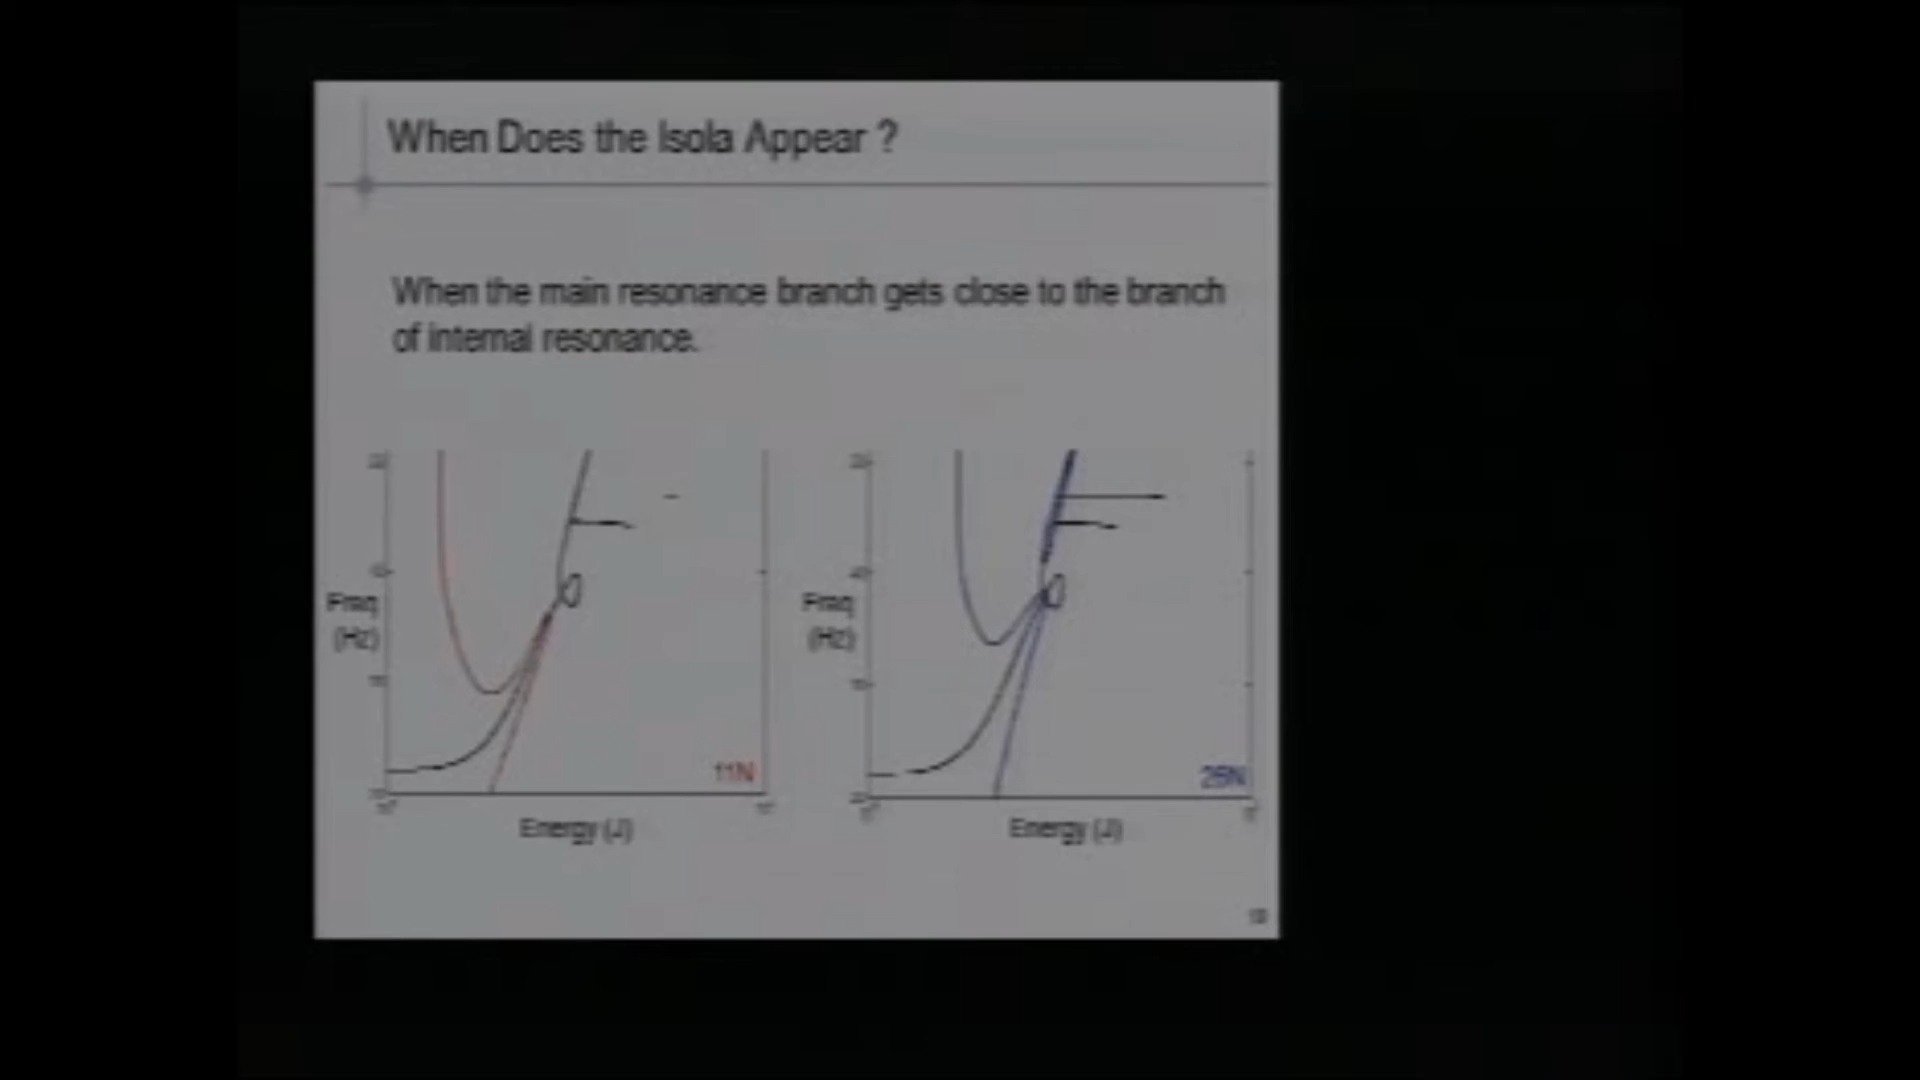 When Does the Isola Appear ?
When the main resonance branch gets close to the branch
of internal resonance.
Freq
(Hz)
11N
Energy (J)
Freq
(Hz)
Energy (J)